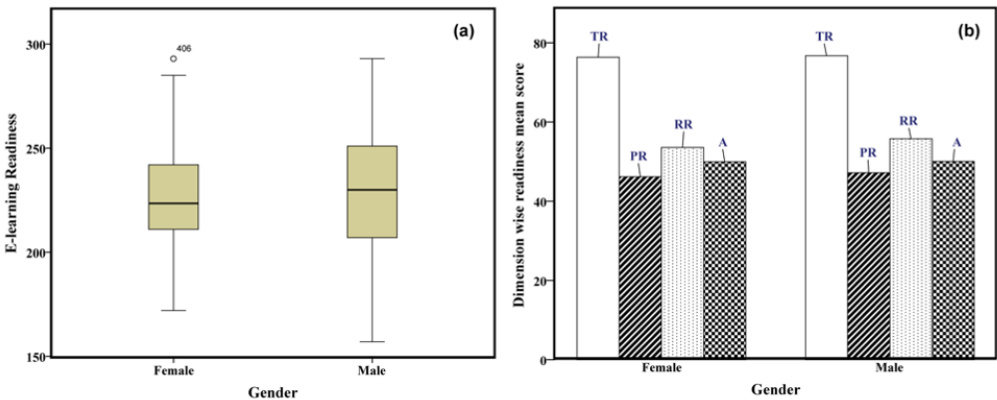 (a)
E-learning Readiness
300
250
200
150
406
Female
Male
Gender
(b)
Dimension wise readiness mean score
80
60
40
20
0
TR
PR
RR
A
TR
PR
RR
A
Female
Male
Gender